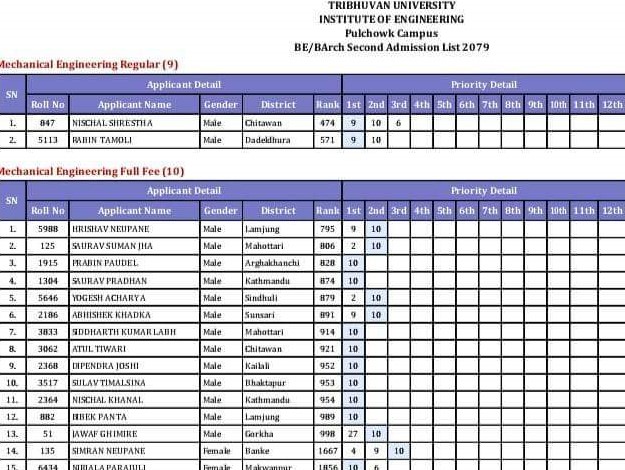 TRIBHUVAN UNIVERSITY
INSTITUTE OF ENGINEERING
Pulchowk Campus
BE/BArch Second Admission List 2079
Mechanical Engineering Regular (9)
SN Applicant Detail Priority Detail
Roll No Applicant Name Gender District Rank 1st 2nd 3rd 4th 5th 6th 7th 8th 9th 10th 11th 12th
1. 847 NISCHAL SHRESTHA Male Chitawan 474 9 10 6
2. 5113 RABIN TAMOLI Male Dadeldhura 571 9 10
Mechanical Engineering Full Fee (10)
SN Applicant Detail Priority Detail
Roll No Applicant Name Gender District Rank 1st 2nd 3rd 4th 5th 6th 7th 8th 9th 10th 11th 12th
1. 5988 HRISHAV NEUPANE Male Lamjung 795 9 10
2. 125 SAURAV SUMAN JHA Male Mahottari 806 2 10
3. 1915 PRABIN PAUDEL Male Arghakhanchi 828 10
4. 1304 SAURAV PRADHAN Male Kathmandu 874 10
5. 5646 YOGESH ACHARYA Male Sindhuli 879 2 10
6. 2186 ABHISHEK KHADKA Male Sunsari 891 9 10
7. 3833 SIDDHARTH KUMAR LABH Male Mahottari 914 10
8. 3062 ATUL TIWARI Male Chitawan 921 10
9. 2368 DIPENDRA JOSHI Male Kailali 952 10
10. 3517 SULAV TIMALSINA Male Bhaktapur 953 10
11. 2364 NISCHAL KHANAL Male Kathmandu 954 10
12. 882 BIBEK PANTA Male Lamjung 989 10
13. 51 JAWAF GHIMIRE Male Gorkha 998 27 10
14. 135 SIMRAN NEUPANE Female Banke 1667 4 9 10
15. 6434 NIRJALA PARAJULI Female Makwanpur 1856 10 6